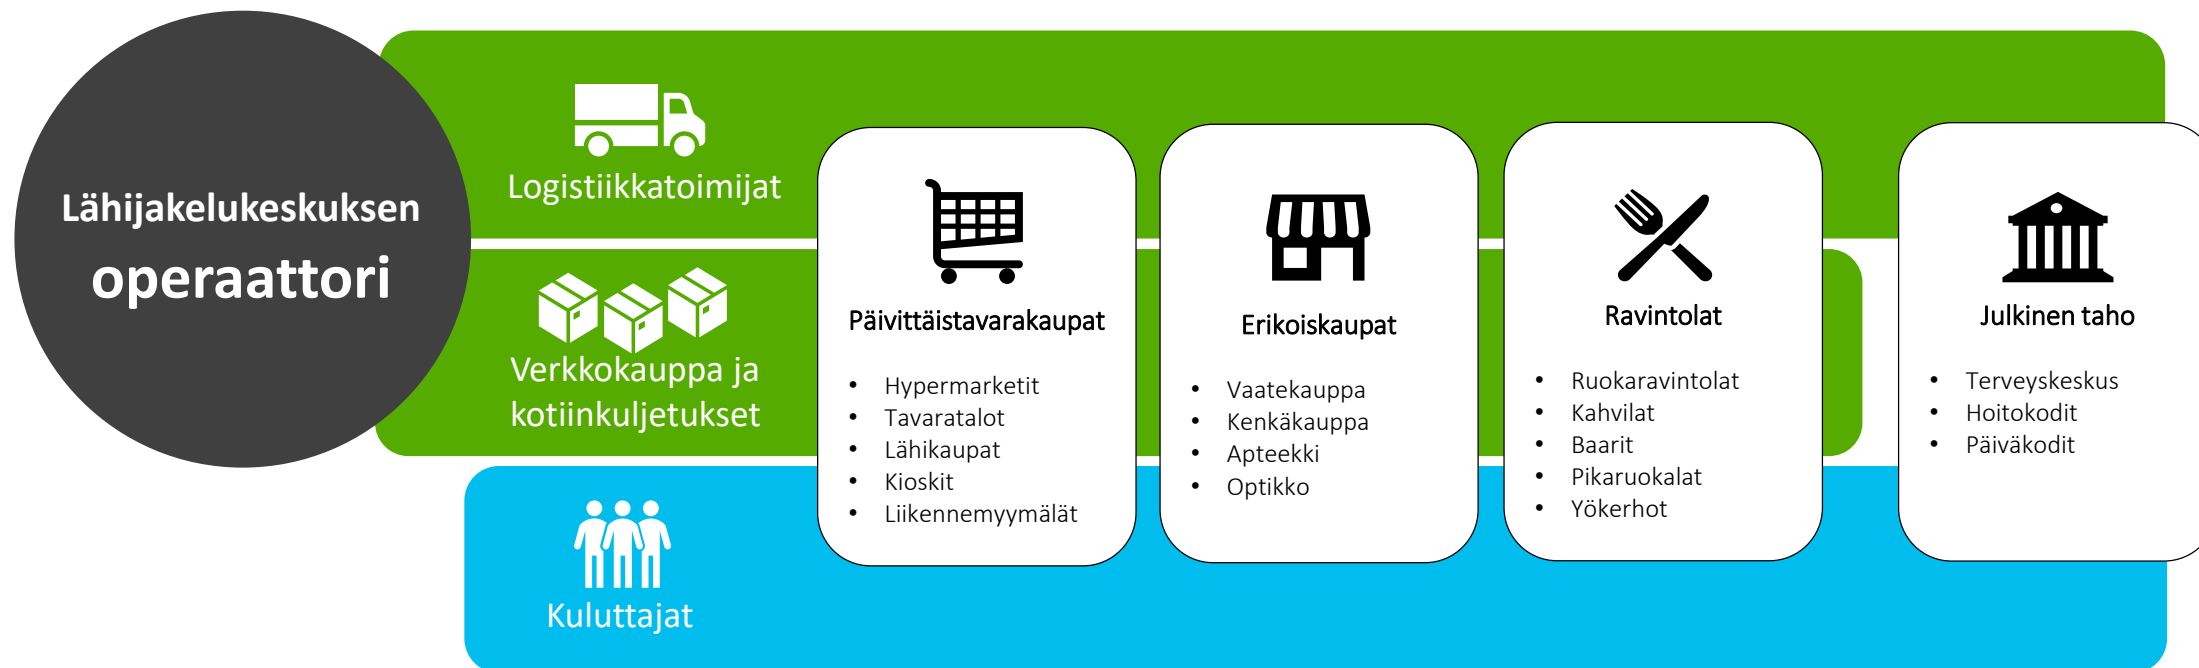 Lähijakelukeskuksen
operaattori
Logistiikkatoimijat
Verkkokauppa ja
kotiinkuljetukset
Kuluttajat
Päivittäistavarakaupat
• Hypermarketit
• Tavaratalot
• Lähikaupat
• Kioskit
• Liikennemyymälät
Erikoiskaupat
• Vaatekauppa
• Kenkäkauppa
• Apteekki
• Optikko
Ravintolat
• Ruokaravintolat
• Kahvilat
• Baarit
• Pikaruokalat
• Yökerhot
Julkinen taho
• Terveyskeskus
• Hoitokodit
• Päiväkodit